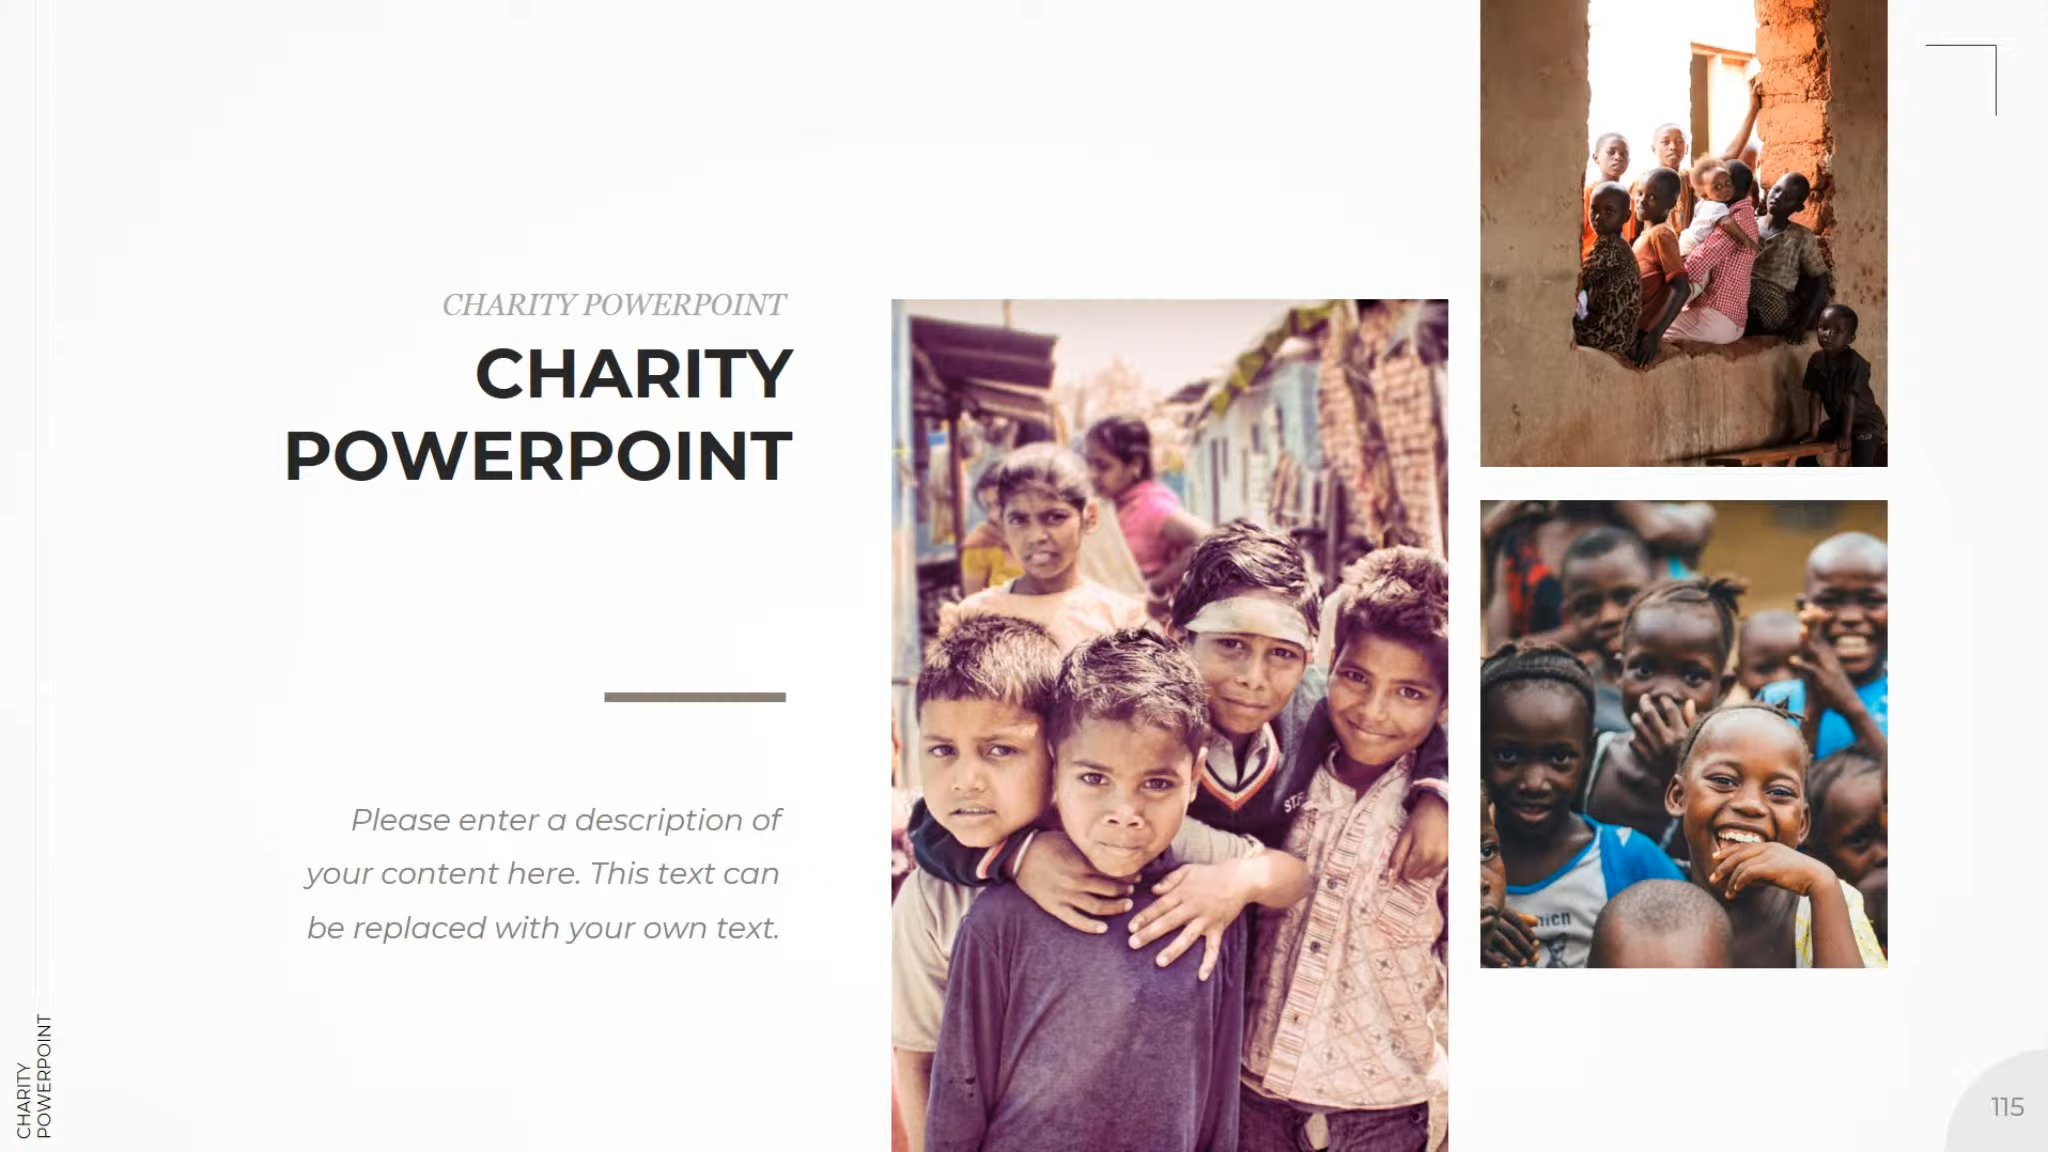 CHARITY POWERPOINT
CHARITY
POWERPOINT
Please enter a description of
your content here. This text can
be replaced with your own text.
CHARITY
POWERPOINT
115